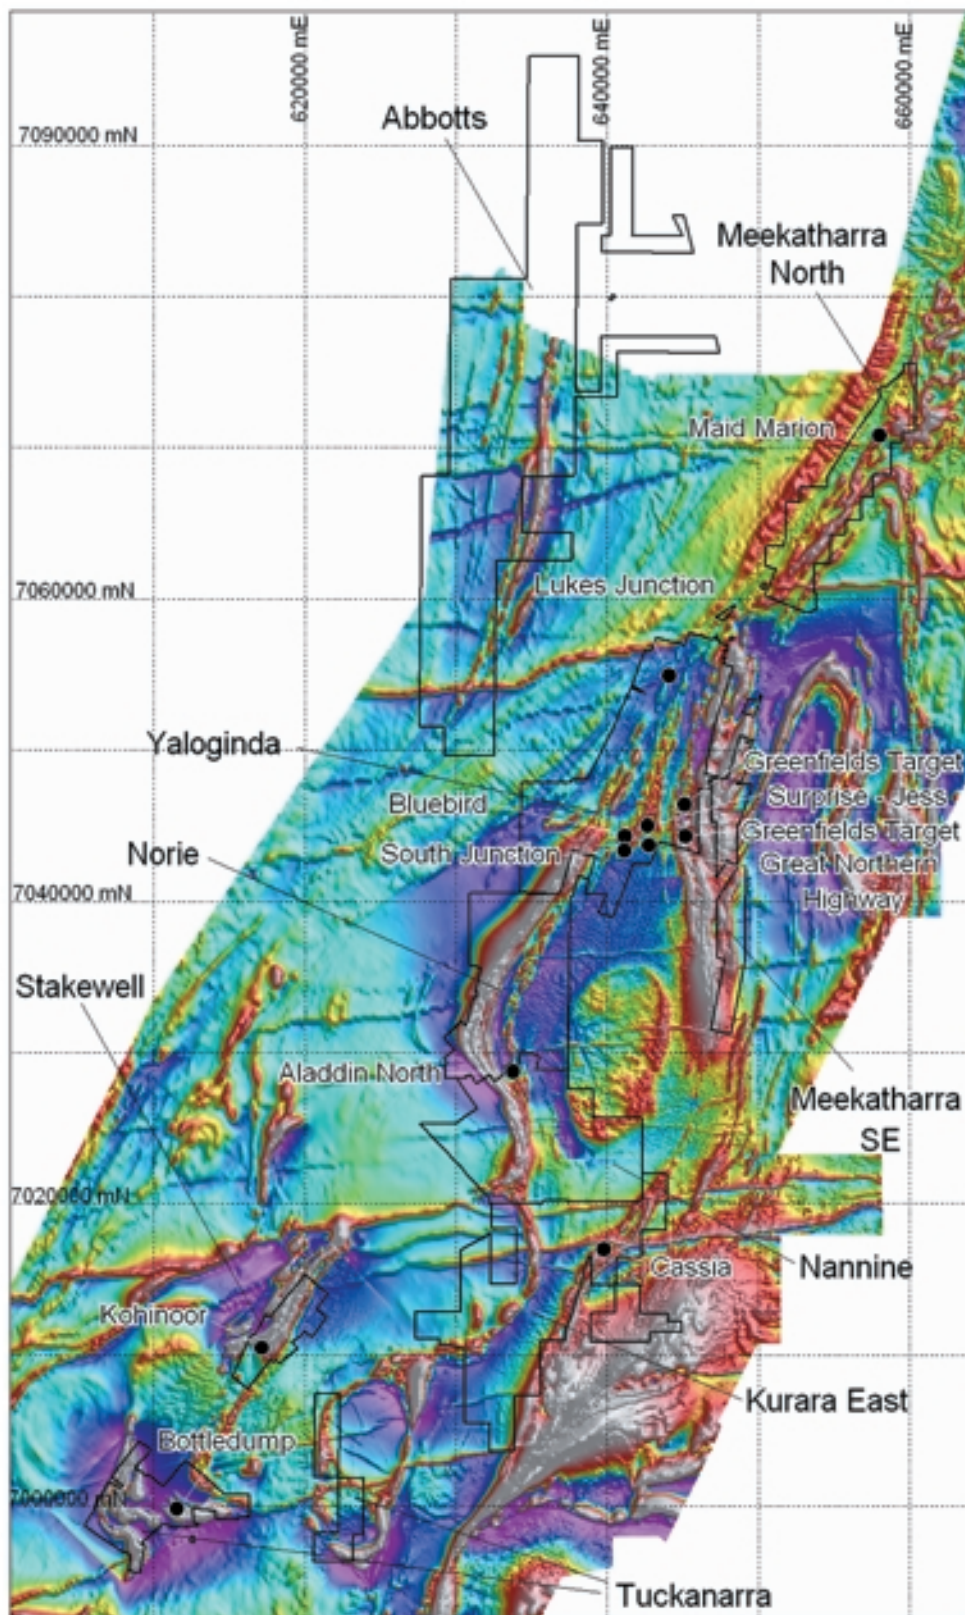 620000 mE
640000 mE
660000 mE
Abbotts
7090000 mN
Meekatharra
North
Maid Marion
7060000 mN
Lukes Junction
Yaloginda
Greenfields Target
Bluebird
Surprise - Jess
Norie
South Junction
Greenfields Target
Great Northern
Highway
7040000 mN
Stakewell
Aladdin North
Meekatharra
SE
7020000 mN
Cassia
Nannine
Kohinoor
Kurara East
Bottledump
7000000 mN
Tuckanarra